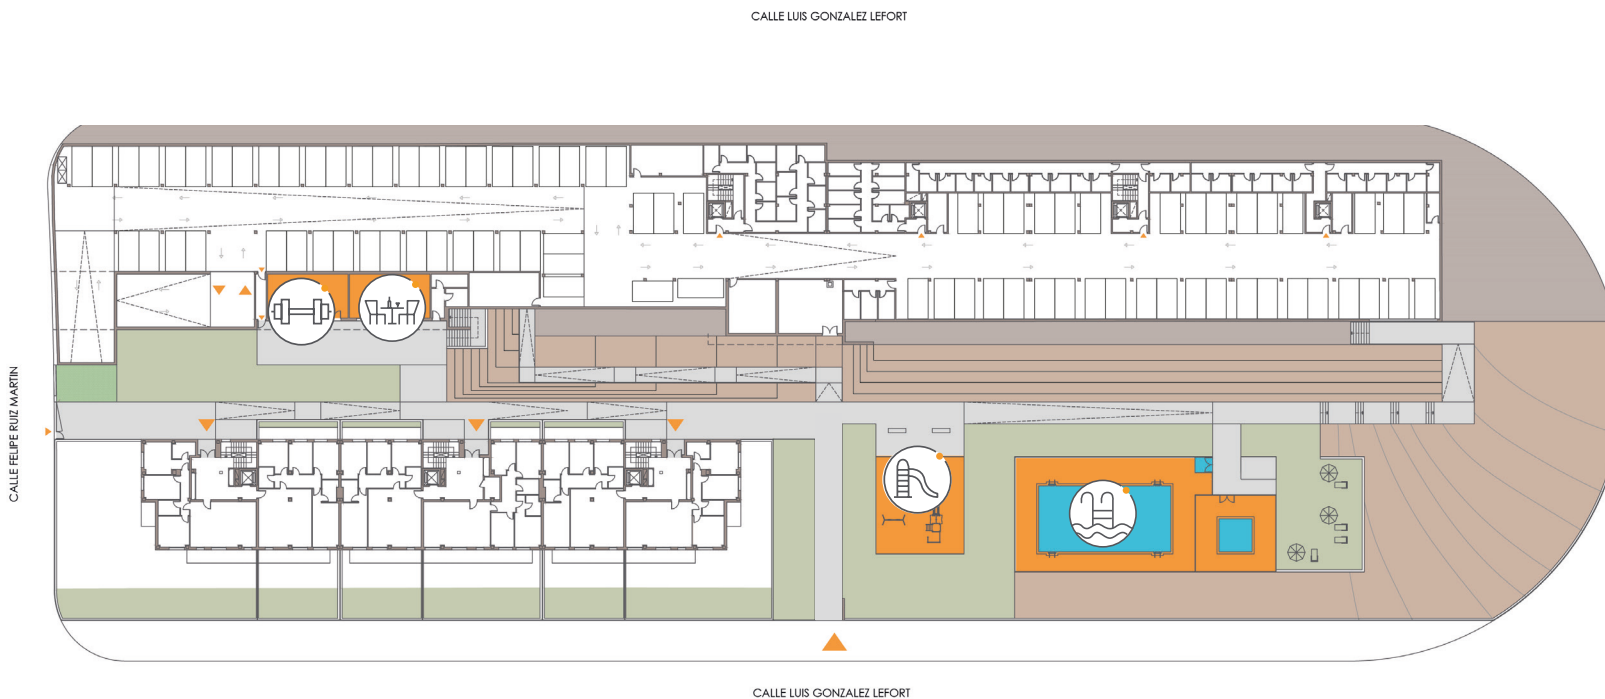 CALLE LUIS GONZALEZ LEFORT
CALLE FELIPE RUIZ MARTIN
CALLE LUIS GONZALEZ LEFORT